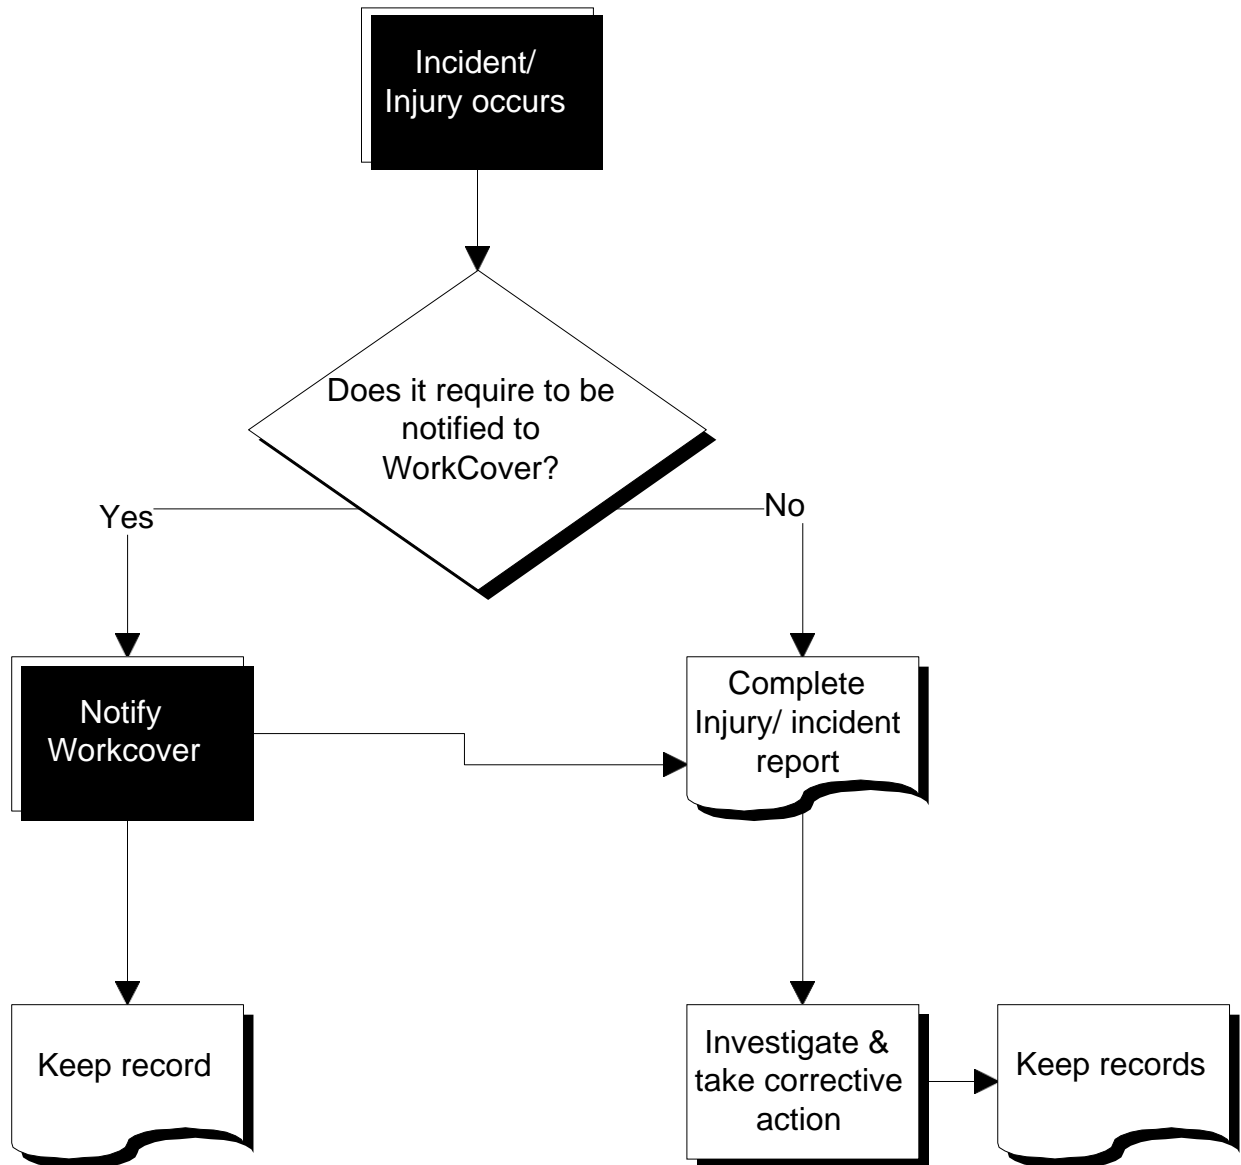 Incident/
Injury occurs
Does it require to be
notified to
WorkCover?
Yes
No
Notify
Workcover
Complete
Injury/ incident
report
Keep record
Investigate &
take corrective
action
Keep records